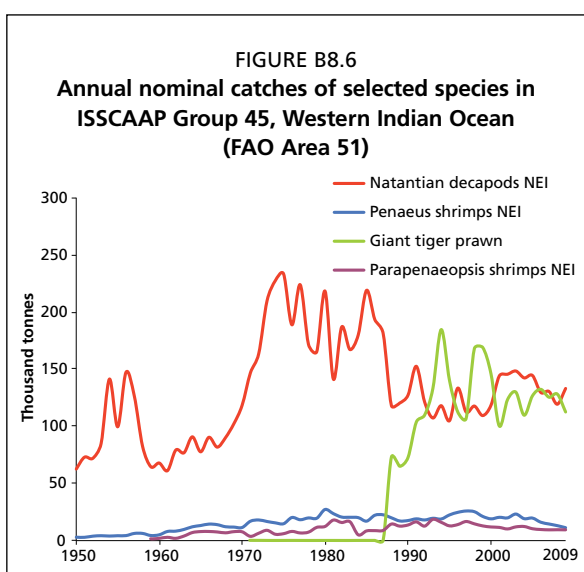 FIGURE B8.6
Annual nominal catches of selected species in
ISSCAAP Group 45, Western Indian Ocean
(FAO Area 51)
Natantian decapods NEI
Penaeus shrimps NEI
Giant tiger prawn
Parapenaeopsis shrimps NEI
Thousand tonnes
300
250
200
150
100
50
0
1950 1960 1970 1980 1990 2000 2009